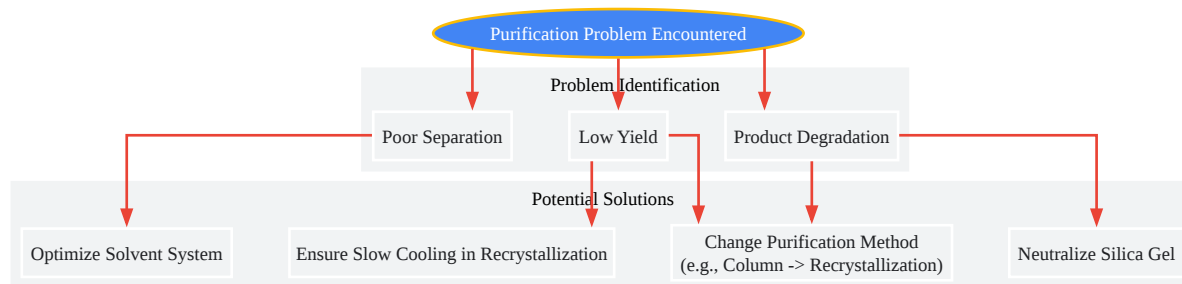 Purification Problem Encountered
Problem Identification
Poor Separation
Low Yield
Product Degradation
Potential Solutions
Optimize Solvent System
Ensure Slow Cooling in Recrystallization
Change Purification Method
(e.g., Column -> Recrystallization)
Neutralize Silica Gel